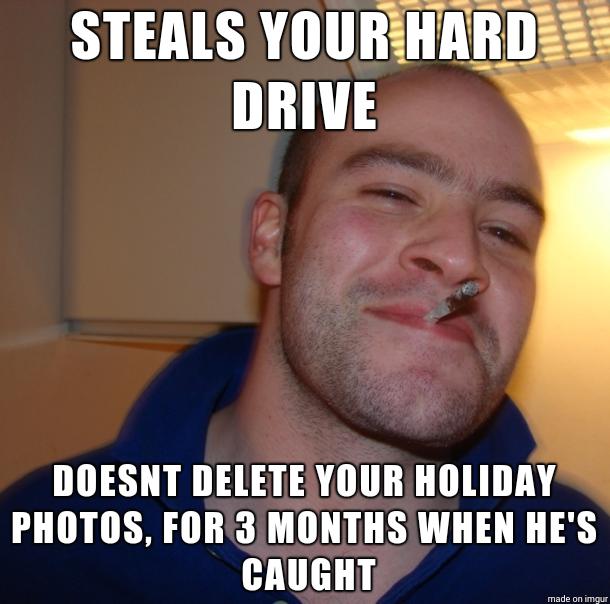 STEALS YOUR HARD
DRIVE
DOESNT DELETE YOUR HOLIDAY
PHOTOS, FOR 3 MONTHS WHEN HE'S
CAUGHT
made on imgur